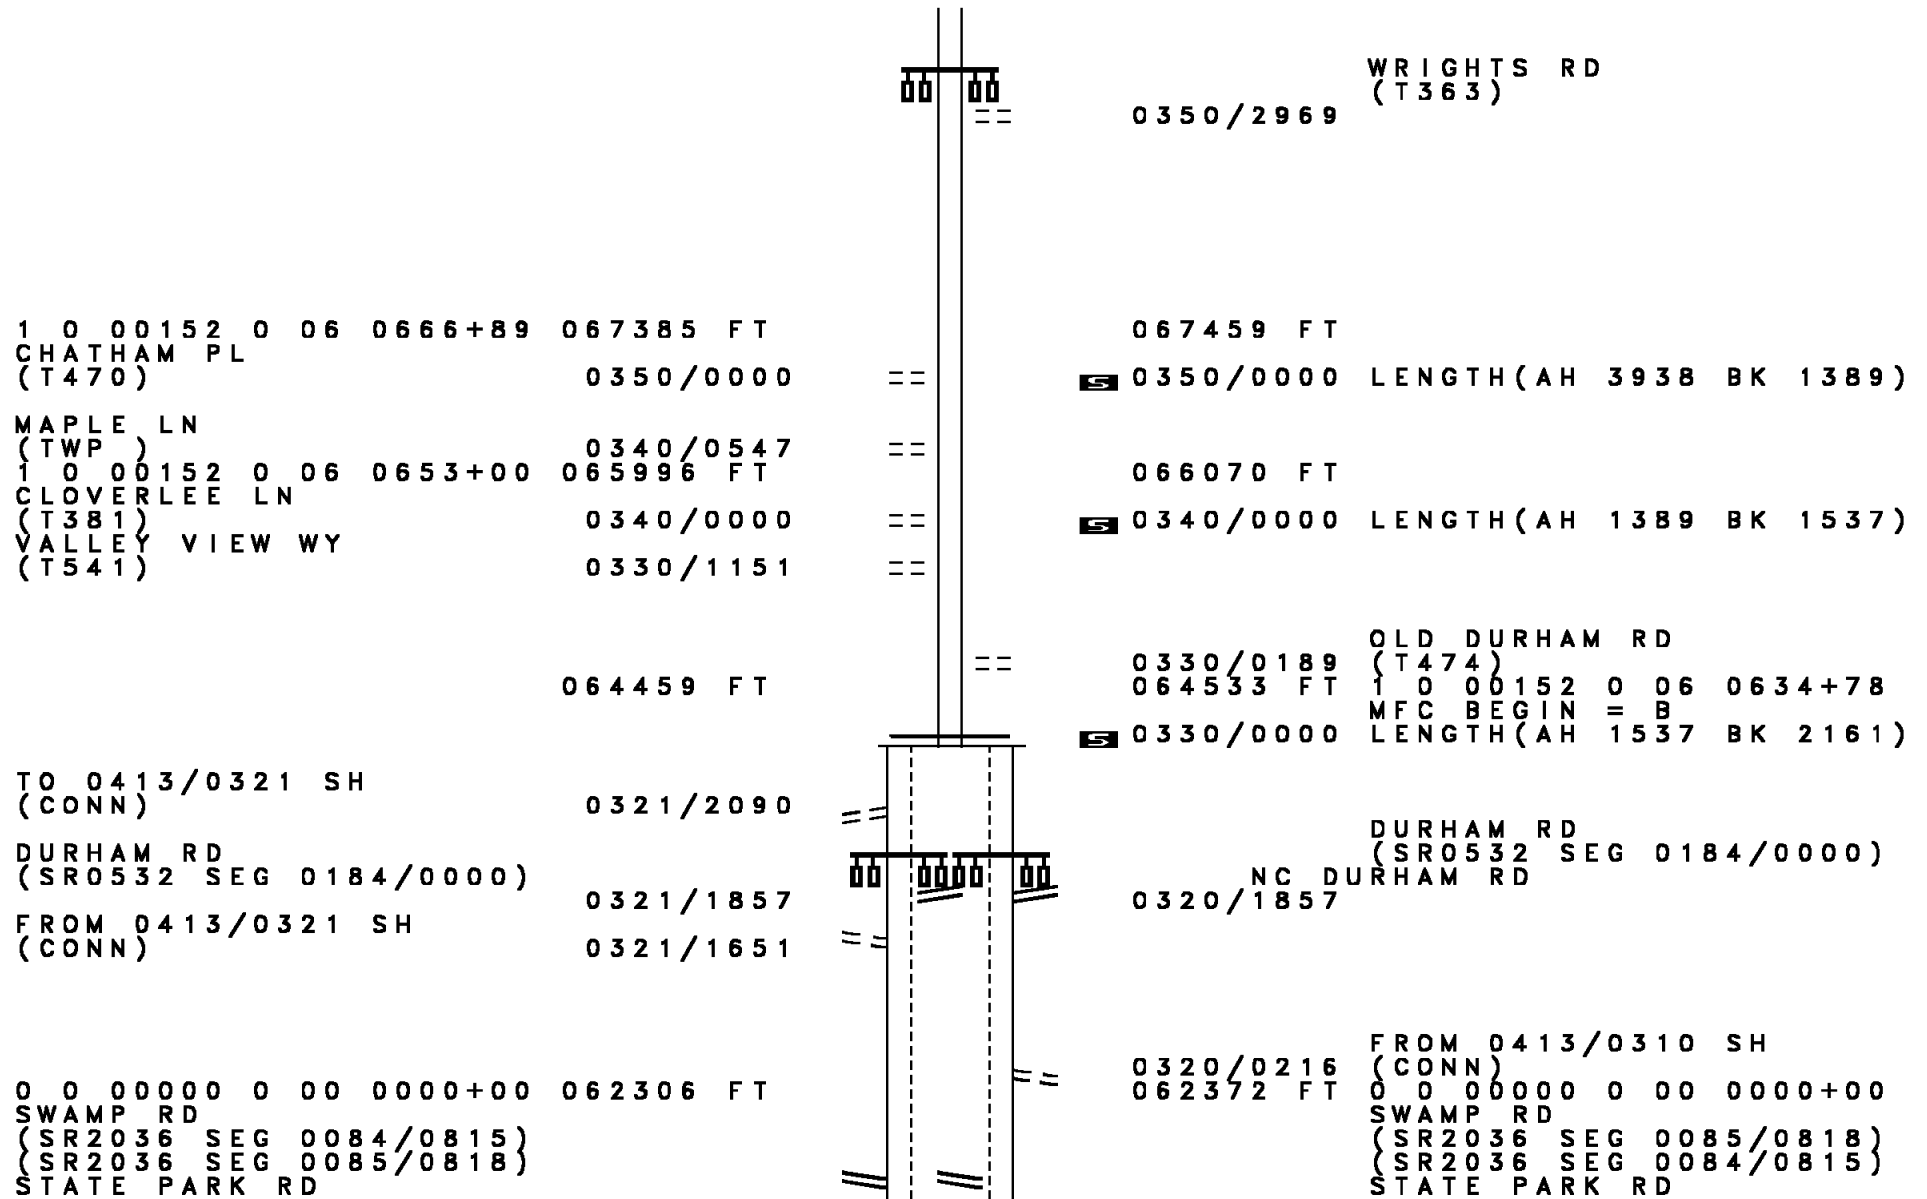 WRIGHTS RD
(T363)
0350/2969
1 0 00152 0 06 0666+89 067385 FT 067459 FT
CHATHAM PL
(T470) 0350/0000 S 0350/0000 LENGTH(AH 3938 BK 1389)
MAPLE LN
(TWP ) 0340/0547
1 0 00152 0 06 0653+00 065996 FT 066070 FT
CLOVERLEE LN
(T381) 0340/0000 S 0340/0000 LENGTH(AH 1389 BK 1537)
VALLEY VIEW WY
(T541) 0330/1151
OLD DURHAM RD
0330/0189 (T474)
064459 FT 064533 FT 1 0 00152 0 06 0634+78
MFC BEGIN = B
S 0330/0000 LENGTH(AH 1537 BK 2161)
TO 0413/0321 SH
(CONN) 0321/2090
DURHAM RD
DURHAM RD (SR0532 SEG 0184/0000)
(SR0532 SEG 0184/0000) NC DURHAM RD
0321/1857 0320/1857
FROM 0413/0321 SH
(CONN) 0321/1651
FROM 0413/0310 SH
0320/0216 (CONN)
0 0 00000 0 00 0000+00 062306 FT 062372 FT 0 0 00000 0 00 0000+00
SWAMP RD SWAMP RD
(SR2036 SEG 0084/0815) (SR2036 SEG 0085/0818)
(SR2036 SEG 0085/0818) (SR2036 SEG 0084/0815)
STATE PARK RD STATE PARK RD